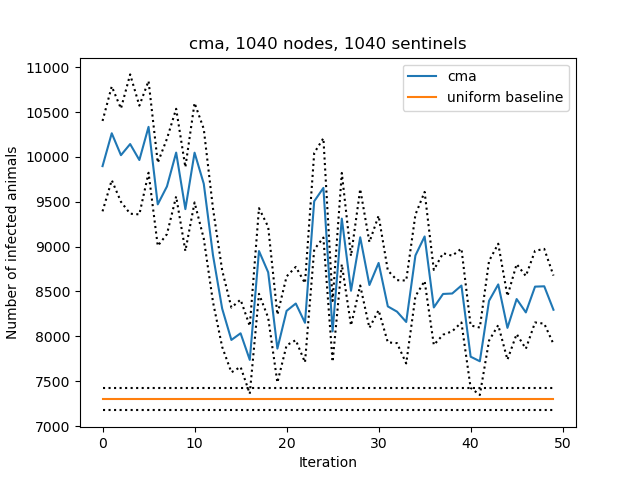 cma, 1040 nodes, 1040 sentinels
cma
uniform baseline
Number of infected animals
11000
10500
10000
9500
9000
8500
8000
7500
7000
0 10 20 30 40 50
Iteration